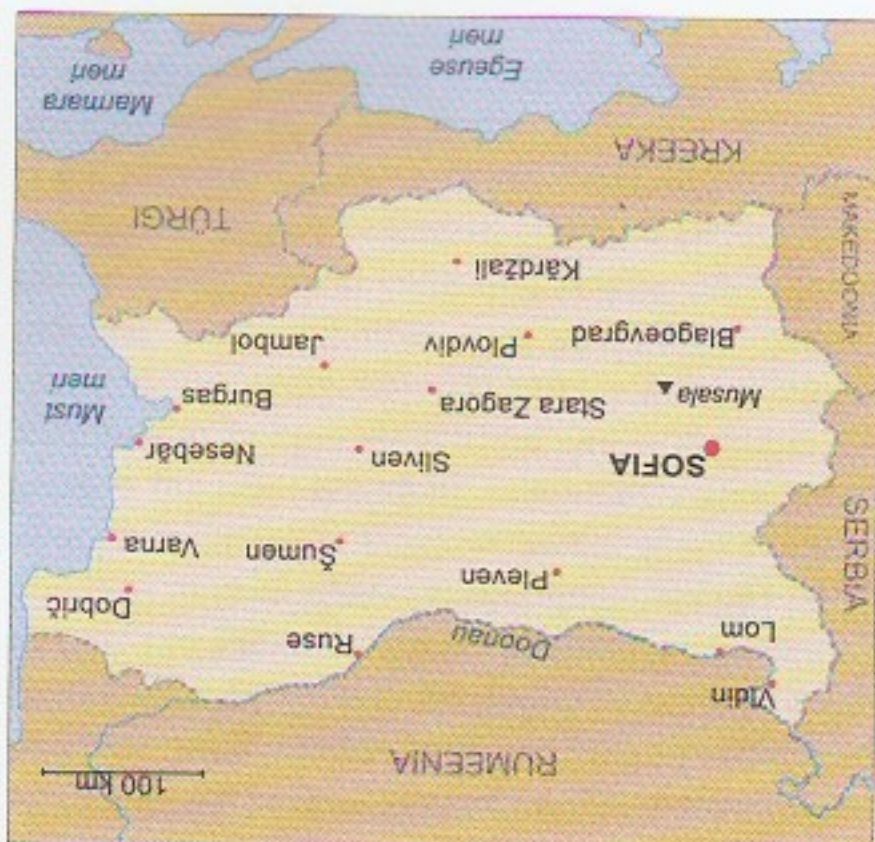 100 km
RUMEENIA
Vidin
Lom
Doonau
Ruse
Dobrič
Pleven
Šumen
Varna
SERBIA
SOFIA
Sliven
Nesebăr
Musala
Stara Zagora
Burgas
Must
meri
Blagoevgrad
Plovdiv
Jambol
Kărdžali
MAKEDOONIA
TÜRGI
KREEKA
Egeuse
meri
Marmara
meri